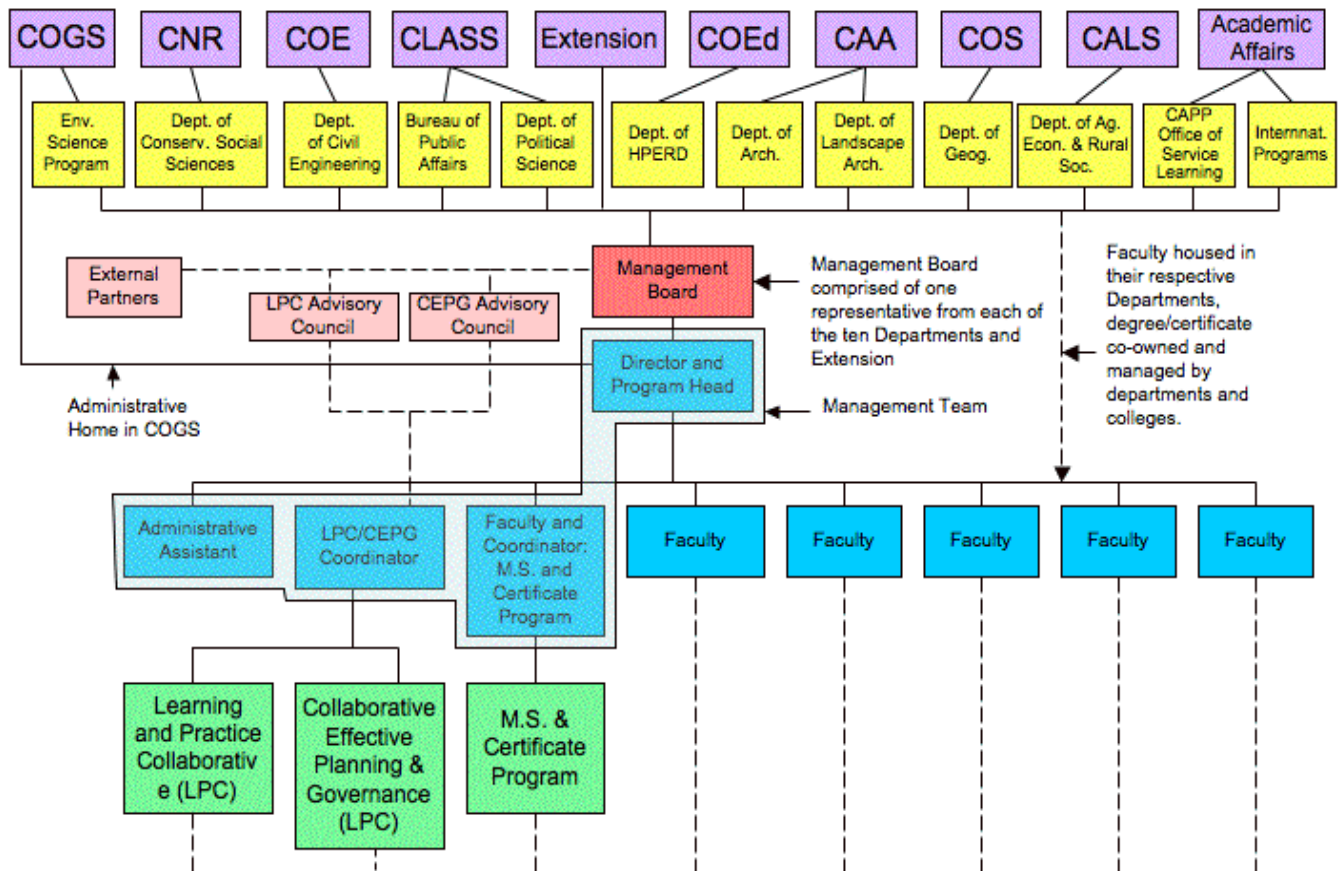 COGS
CNR
COE
CLASS
Extension
COEd
CAA
COS
CALS
Academic
Affairs
Env.
Science
Program
Dept. of
Conserv. Social
Sciences
Dept.
of Civil
Engineering
Bureau of
Public
Affairs
Dept. of
Political
Science
Dept. of
HPERD
Dept. of
Arch.
Dept. of
Landscape
Arch.
Dept. of
Geog.
Dept. of Ag.
Econ. & Rural
Soc.
CAPP
Office of
Service
Learning
Internnat.
Programs
External
Partners
LPC Advisory
Council
CEPG Advisory
Council
Management
Board
Management Board
comprised of one
representative from each of
the ten Departments and
Extension
Faculty housed in
their respective
Departments,
degree/certificate
co-owned and
managed by
departments and
colleges.
Director and
Program Head
Administrative
Home in COGS
Management Team
Administrative
Assistant
LPC/CEPG
Coordinator
Faculty and
Coordinator:
M.S. and
Certificate
Program
Faculty
Faculty
Faculty
Faculty
Faculty
Learning
and Practice
Collaborativ
e (LPC)
Collaborative
Effective
Planning &
Governance
(LPC)
M.S. &
Certificate
Program